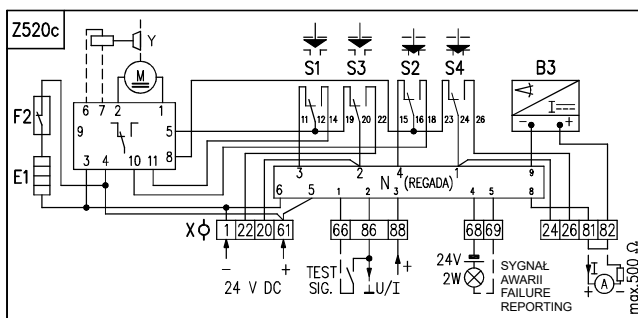 Z520c
Y
M
S1 S3 S2 S4
B3
I
- +
F2
E1
6 7 2 1
9 5
8
3 4 10 11
11 12 14 19 20 22 15 16 18 23 24 26
3 2 4 1
N (REGADA)
6 5 1 2 3 4 5 9 8
X
1 22 20 61 66 86 88 68 69 24 26 81 82
- +
24 V DC
TEST
SIG.
⊥U/I
+
24V
2W
SYGNAŁ
AWARII
FAILURE
REPORTING
I
+ A -
max.500 Ω